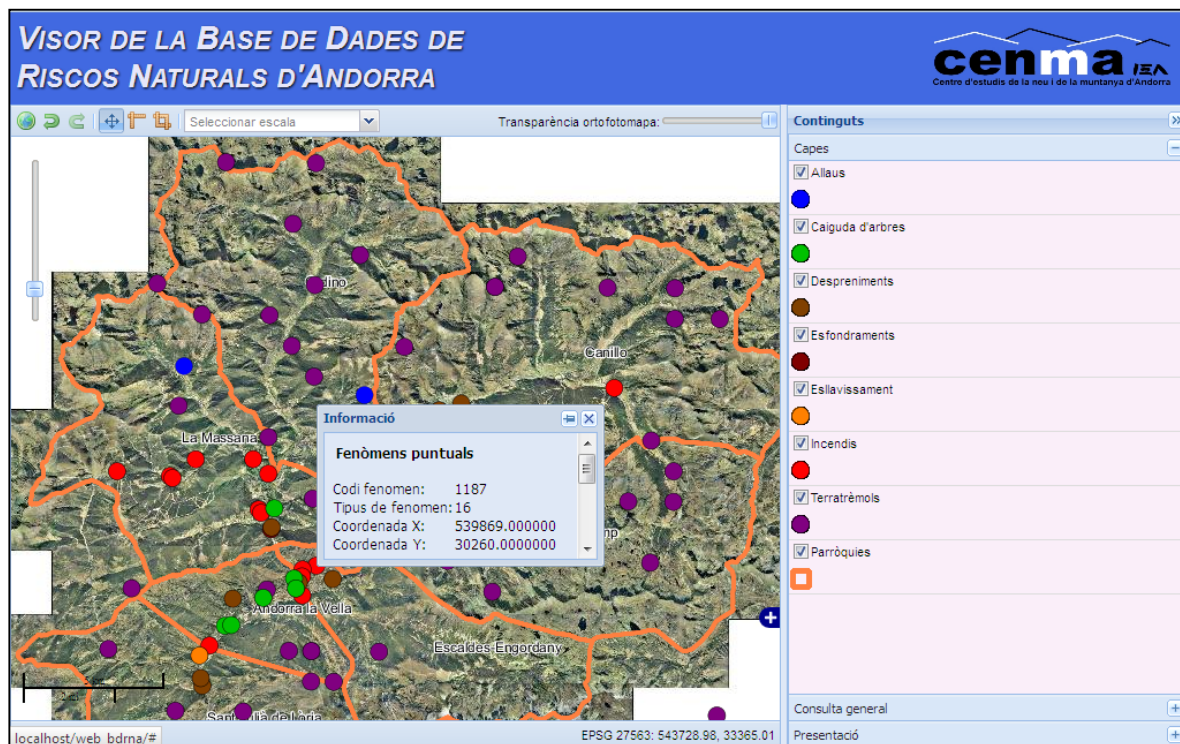 VISOR DE LA BASE DE DADES DE
RISCOS NATURALS D'ANDORRA
cenma IEA
Centre d'estudis de la neu i de la muntanya d'Andorra
Seleccionar escala
Transparència ortofotomapa:
Continguts
Capes
Allaus
Caiguda d'arbres
Despreniments
Esfondraments
Esllavissament
Incendis
Terratrèmols
Parròquies
Consulta general
Presentació
Canillo
La Massana
Informació
Fenòmens puntuals
Codi fenomen: 1187
Tipus de fenomen: 16
Coordenada X: 539869.000000
Coordenada Y: 30260.0000000
Andorra la Vella
Escaldes-Engordany
localhost/web_bdrna/#
EPSG 27563: 543728.98, 33365.01